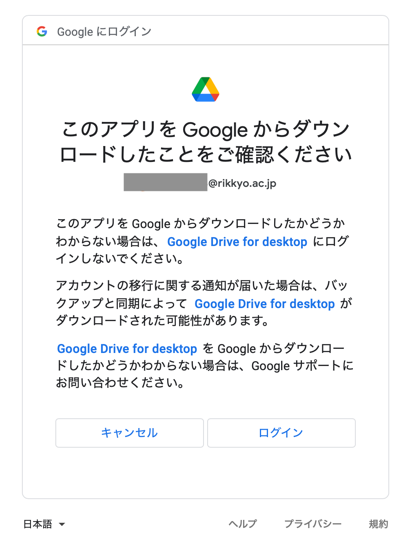 Google にログイン
このアプリを Google からダウン
ロードしたことをご確認ください
@rikkyo.ac.jp
このアプリを Google からダウンロードしたかどうか
わからない場合は、 Google Drive for desktop にログ
インしないでください。
アカウントの移行に関する通知が届いた場合は、バッ
クアップと同期によって Google Drive for desktop が
ダウンロードされた可能性があります。
Google Drive for desktop を Google からダウンロー
ドしたかどうかわからない場合は、Google サポートに
お問い合わせください。
キャンセル ログイン
日本語 ヘルプ プライバシー 規約